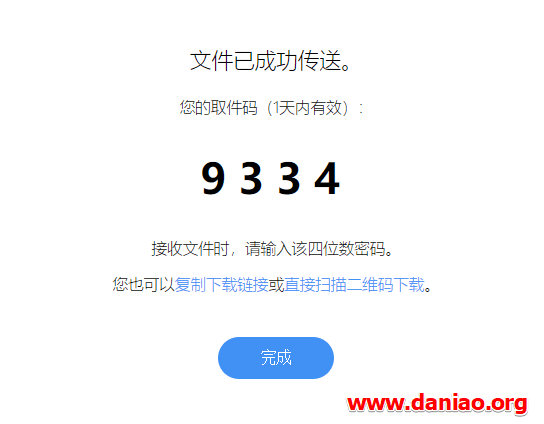 文件已成功传送。
您的取件码（1天内有效）：
9 3 3 4
接收文件时，请输入该四位数密码。
您也可以复制下载链接或直接扫描二维码下载。
完成
www.daniao.org